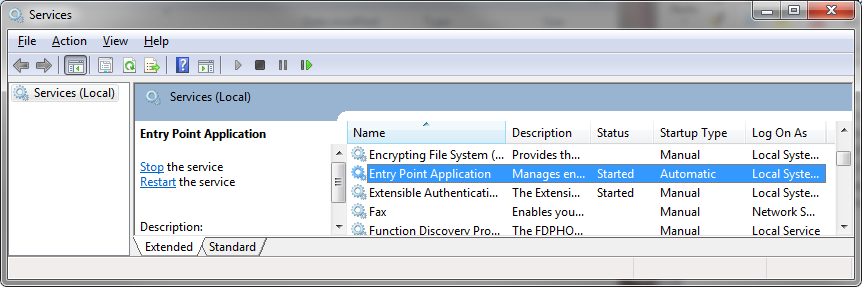 Services
File Action View Help
Services (Local)
Services (Local)
Entry Point Application
Stop the service
Restart the service
Description:
Name Description Status Startup Type Log On As
Encrypting File System (... Provides th... Manual Local Syste...
Entry Point Application Manages en... Started Automatic Local Syste...
Extensible Authenticati... The Extensi... Started Manual Local Syste...
Fax Enables you... Manual Network S...
Function Discovery Pro... The FDPHO... Manual Local Service
Extended Standard